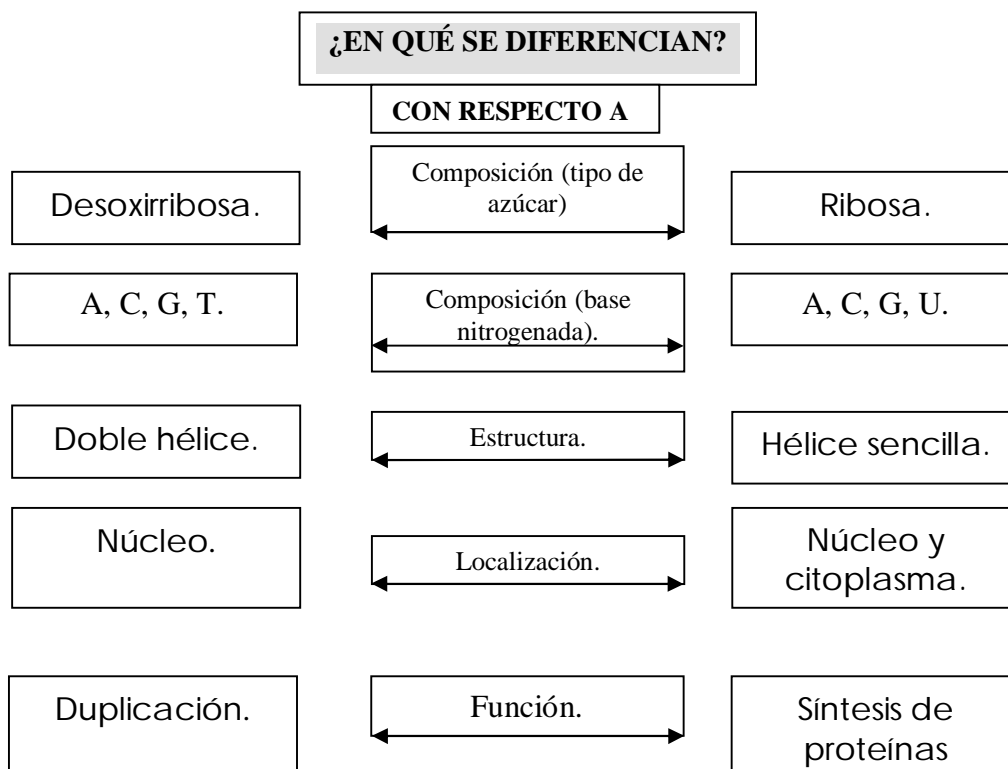 ¿EN QUÉ SE DIFERENCIAN?
CON RESPECTO A
Desoxirribosa.
Composición (tipo de
azúcar)
Ribosa.
A, C, G, T.
Composición (base
nitrogenada).
A, C, G, U.
Doble hélice.
Estructura.
Hélice sencilla.
Núcleo.
Localización.
Núcleo y
citoplasma.
Duplicación.
Función.
Síntesis de
proteínas